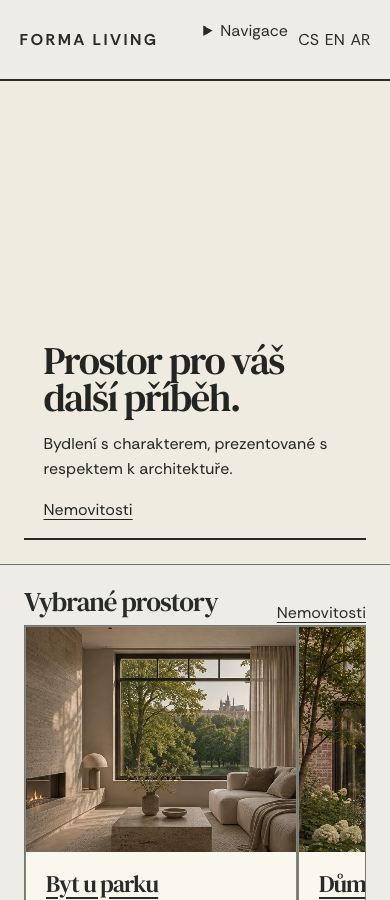 FORMA LIVING
▶ Navigace
CS EN AR
Prostor pro váš
další příběh.
Bydlení s charakterem, prezentované s
respektem k architektuře.
Nemovitosti
Vybrané prostory
Nemovitosti
Byt u parku
Dům